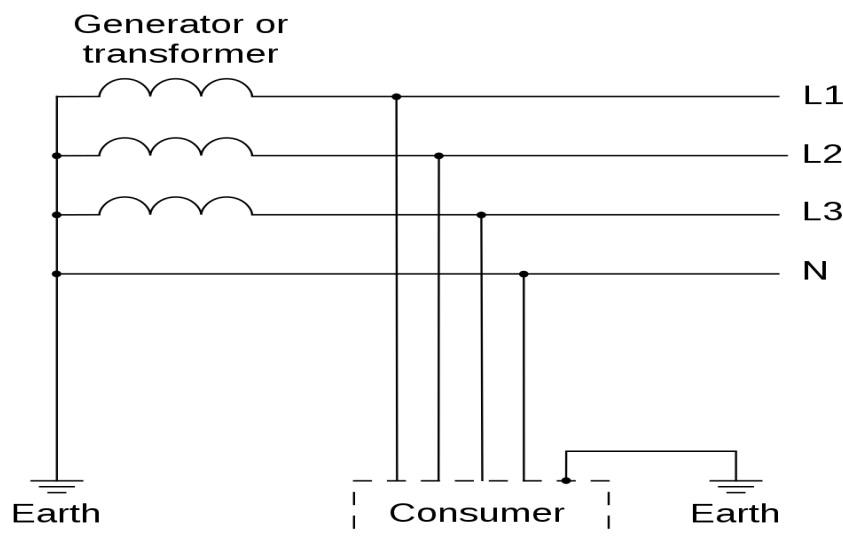 Generator or
transformer
L1
L2
L3
N
Earth
Consumer
Earth